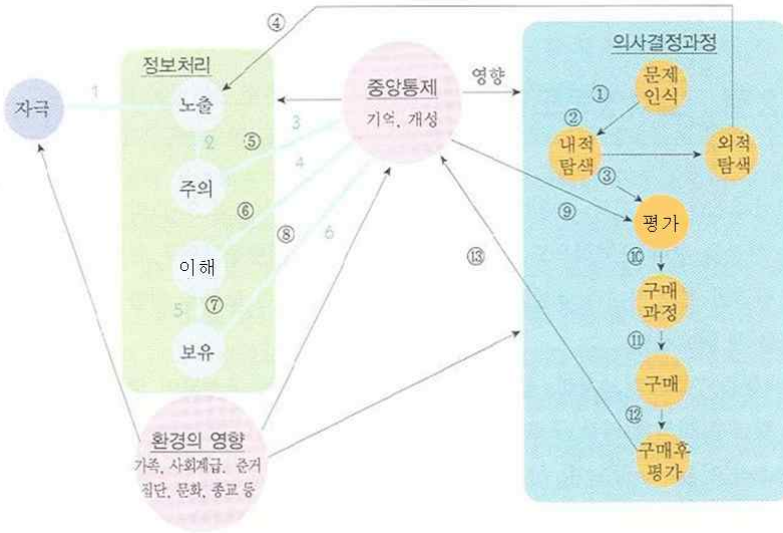 ④
정보처리
중앙통제
영향
의사결정과정
자극
1
노출
기억, 개성
①
문제
인식
2
⑤
3
②
내적
탐색
외적
탐색
주의
4
③
⑥
⑧
6
⑨
평가
이해
⑬
⑩
5
⑦
구매
과정
보유
⑪
구매
환경의 영향
⑫
가족, 사회계급, 준거
집단, 문화, 종교 등
구매후
평가